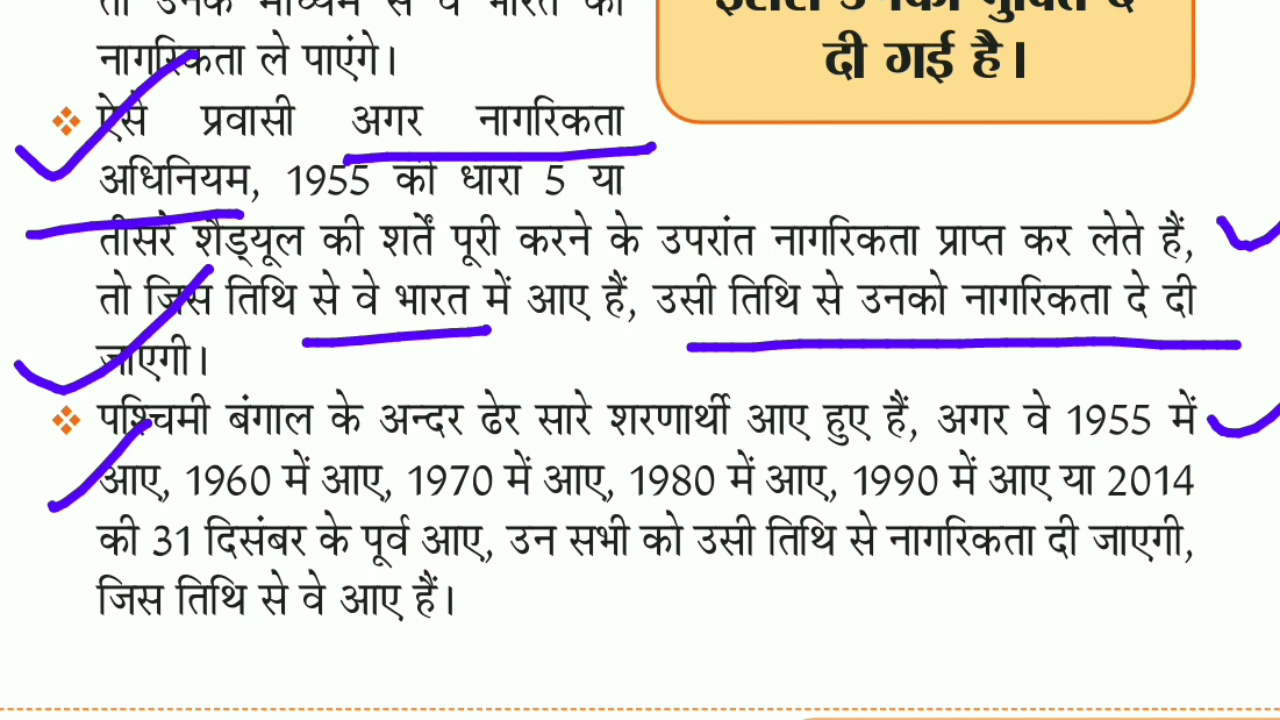 नागरिकता ले पाएंगे।
दी गई है।
ऐसे प्रवासी अगर नागरिकता
अधिनियम, 1955 की धारा 5 या
तीसरे शैड्यूल की शर्तें पूरी करने के उपरांत नागरिकता प्राप्त कर लेते हैं,
तो जिस तिथि से वे भारत में आए हैं, उसी तिथि से उनको नागरिकता दे दी
जाएगी।
पश्चिमी बंगाल के अन्दर ढेर सारे शरणार्थी आए हुए हैं, अगर वे 1955 में
आए, 1960 में आए, 1970 में आए, 1980 में आए, 1990 में आए या 2014
की 31 दिसंबर के पूर्व आए, उन सभी को उसी तिथि से नागरिकता दी जाएगी,
जिस तिथि से वे आए हैं।